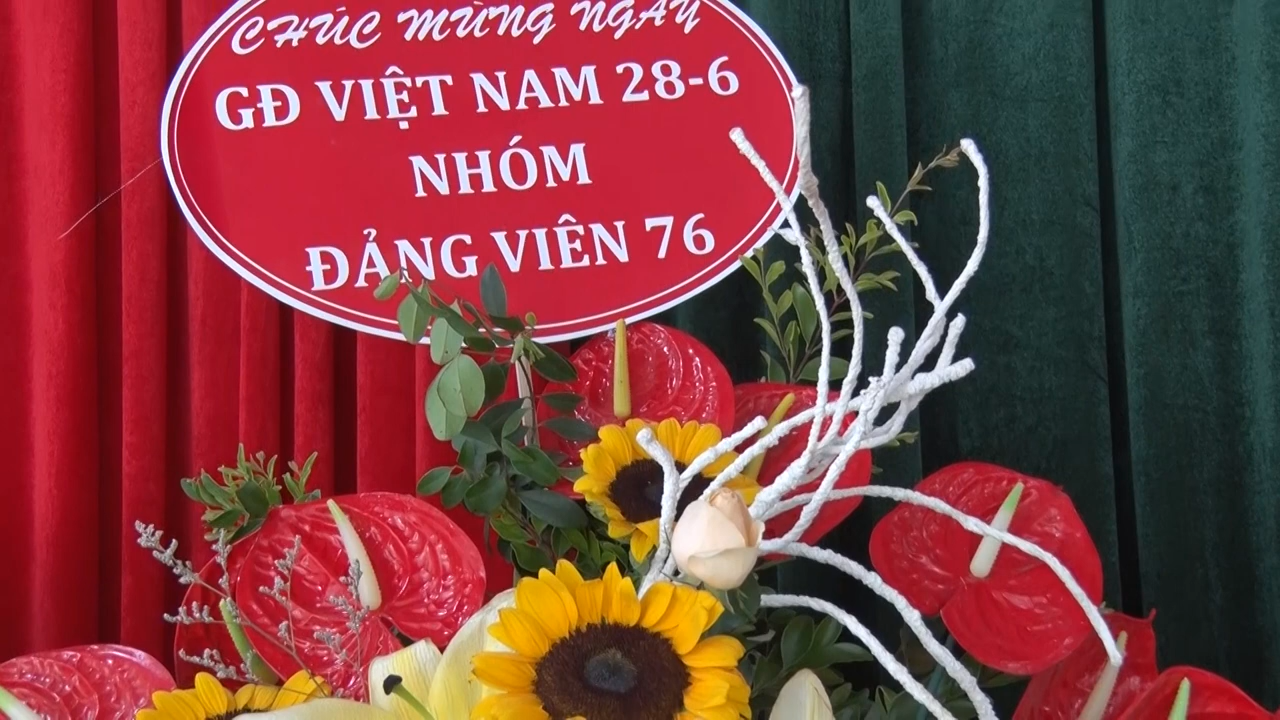 CHÚC MỪNG NGÀY
GĐ VIỆT NAM 28-6
NHÓM
ĐẢNG VIÊN 76